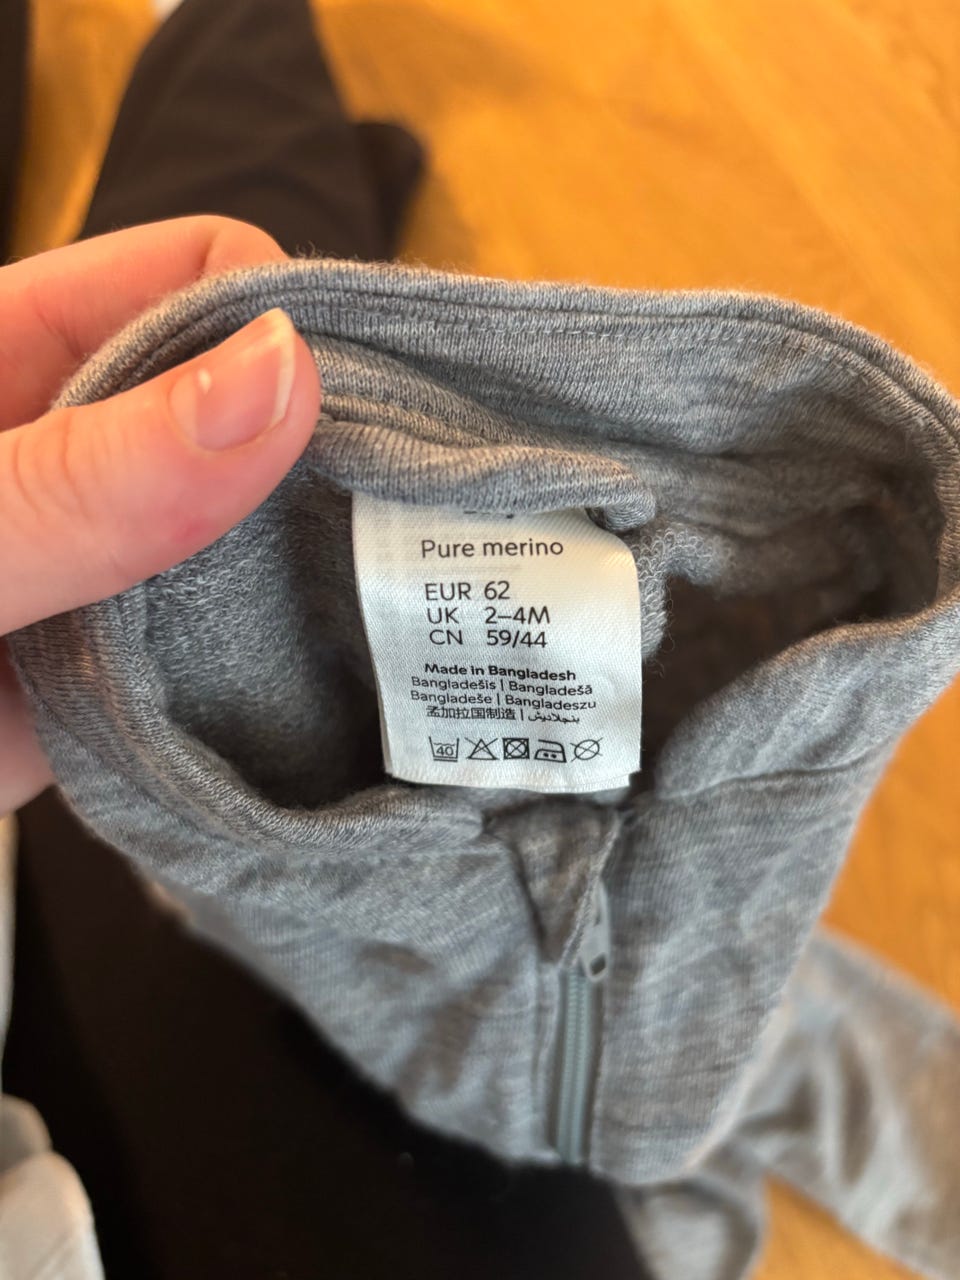 Pure merino
EUR 62
UK 2–4M
CN 59/44
Made in Bangladesh
Bangladešis | Bangladešā
Bangladeše | Bangladeszu
孟加拉国制造 | بنجلاديش
40